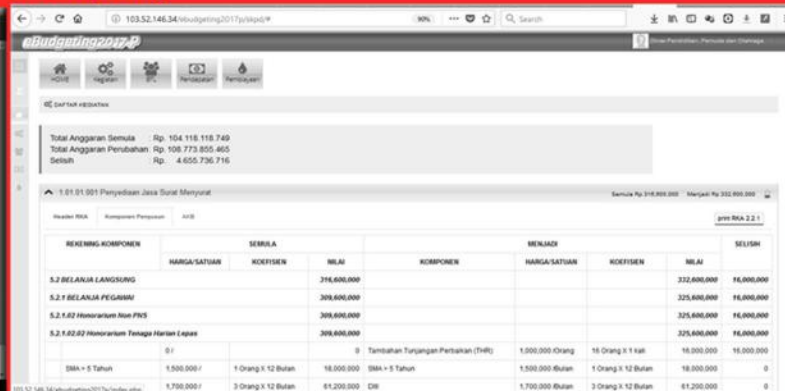 103.52.146.34/ebudgeting2017p/skpd/#
90%
Search
eBudgeting2017-P
Dinas Pendidikan, Pemuda dan Olahraga
HOME Kegiatan BTL Pendapatan Pembiayaan
DAFTAR KEGIATAN
Total Anggaran Semula : Rp. 104.118.118.749
Total Anggaran Perubahan: Rp. 108.773.855.465
Selisih : Rp. 4.655.736.716
1.01.01.001 Penyediaan Jasa Surat Menyurat Semula Rp 316,600,000 Menjadi Rp 332,600,000
Header RKA Komponen Penyusun AKB print RKA 2.2.1
REKENING-KOMPONEN SEMULA MENJADI SELISIH
HARGA/SATUAN KOEFISIEN NILAI KOMPONEN HARGA/SATUAN KOEFISIEN NILAI
5.2 BELANJA LANGSUNG 316,600,000 332,600,000 16,000,000
5.2.1 BELANJA PEGAWAI 309,600,000 325,600,000 16,000,000
5.2.1.02 Honorarium Non PNS 309,600,000 325,600,000 16,000,000
5.2.1.02.02 Honorarium Tenaga Harian Lepas 309,600,000 325,600,000 16,000,000
0 / 0 Tambahan Tunjangan Perbaikan (THR) 1,000,000 /Orang 16 Orang X 1 kali 16,000,000 16,000,000
SMA > 5 Tahun 1,500,000 / 1 Orang X 12 Bulan 18,000,000 SMA > 5 Tahun 1,500,000 /Bulan 1 Orang X 12 Bulan 18,000,000 0
1,700,000 / 3 Orang X 12 Bulan 61,200,000 DIII 1,700,000 /Bulan 3 Orang X 12 Bulan 61,200,000 0
103.52.146.34/ebudgeting2017p/index.php